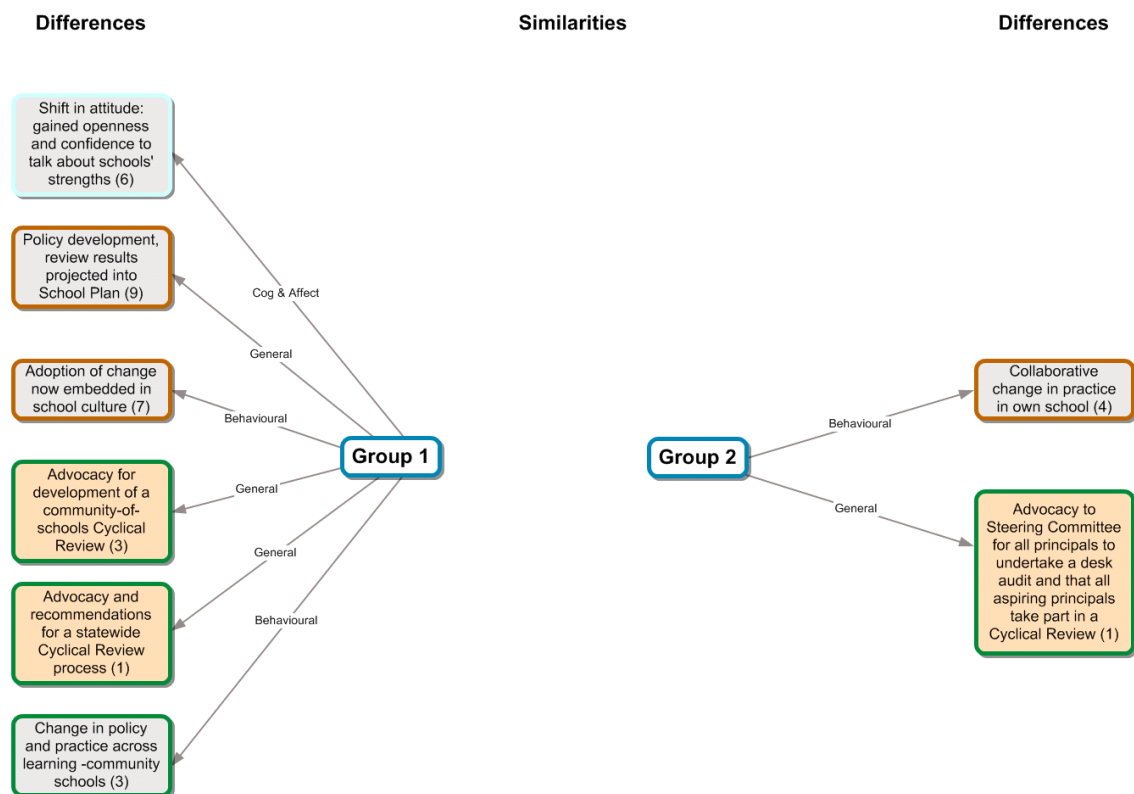 Differences
Similarities
Differences
Shift in attitude:
gained openness
and confidence to
talk about schools'
strengths (6)
Policy development,
review results
projected into
School Plan (9)
Adoption of change
now embedded in
school culture (7)
Advocacy for
development of a
community-of-
schools Cyclical
Review (3)
Advocacy and
recommendations
for a statewide
Cyclical Review
process (1)
Change in policy
and practice across
learning -community
schools (3)
Cog & Affect
General
Behavioural
General
General
Behavioural
Group 1
Group 2
Behavioural
General
Collaborative
change in practice
in own school (4)
Advocacy to
Steering Committee
for all principals to
undertake a desk
audit and that all
aspiring principals
take part in a
Cyclical Review (1)